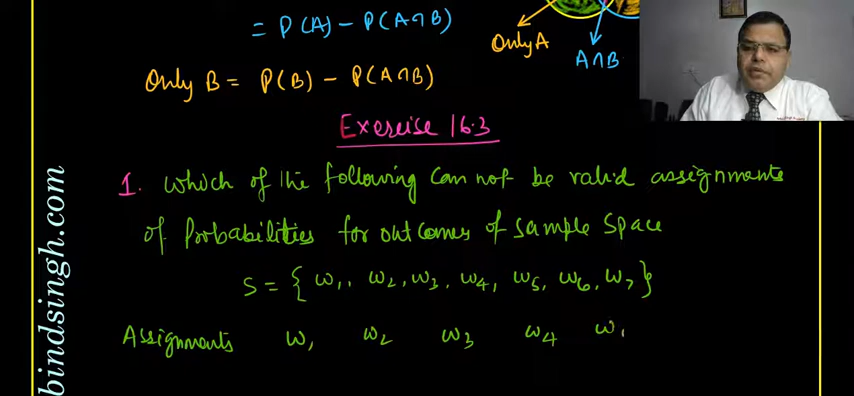 = P(A) - P(A∩B)
Only A
A∩B
Only B = P(B) - P(A∩B)
Exercise 16.3
1. Which of the following can not be valid assignments
of Probabilities for outcomes of Sample Space
S = { ω1, ω2, ω3, ω4, ω5, ω6, ω7 }
Assignments ω1 ω2 ω3 ω4 ω
bindsingh.com